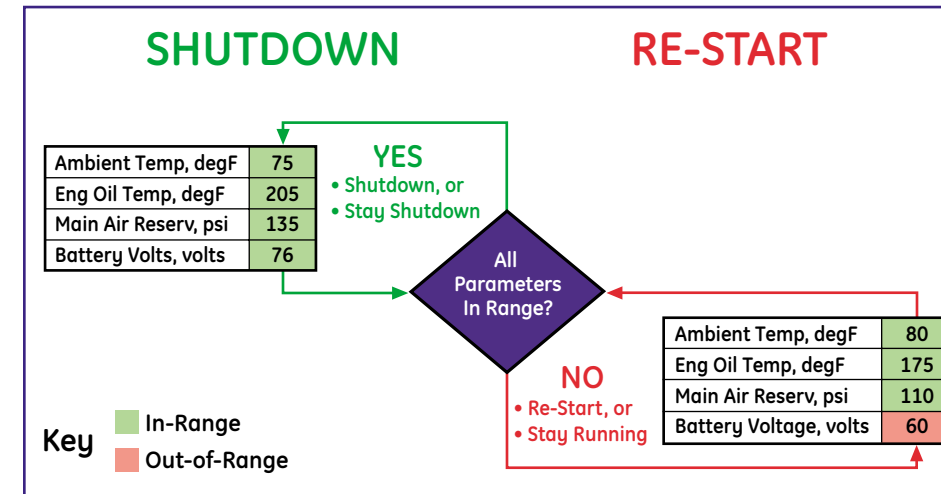 SHUTDOWN
RE-START
Ambient Temp, degF 75
Eng Oil Temp, degF 205
Main Air Reserv, psi 135
Battery Volts, volts 76
YES
• Shutdown, or
• Stay Shutdown
All
Parameters
In Range?
NO
• Re-Start, or
• Stay Running
Ambient Temp, degF 80
Eng Oil Temp, degF 175
Main Air Reserv, psi 110
Battery Voltage, volts 60
Key
In-Range
Out-of-Range